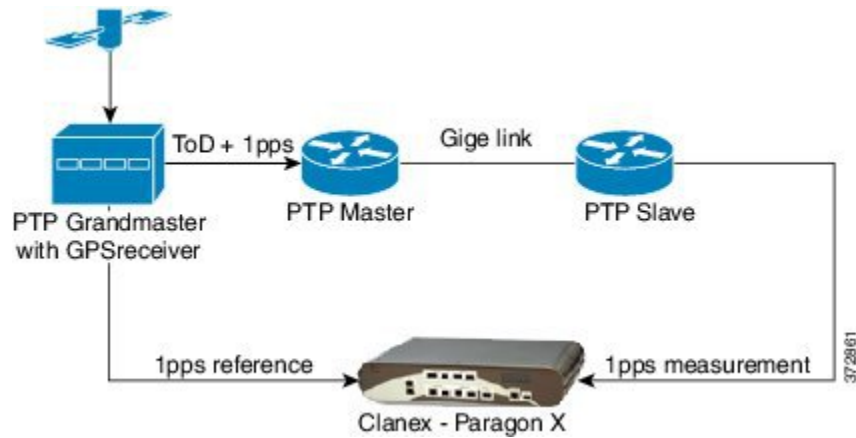 ToD + 1pps
Gige link
PTP Grandmaster
with GPSreceiver
PTP Master
PTP Slave
1pps reference
1pps measurement
Clanex - Paragon X
372861